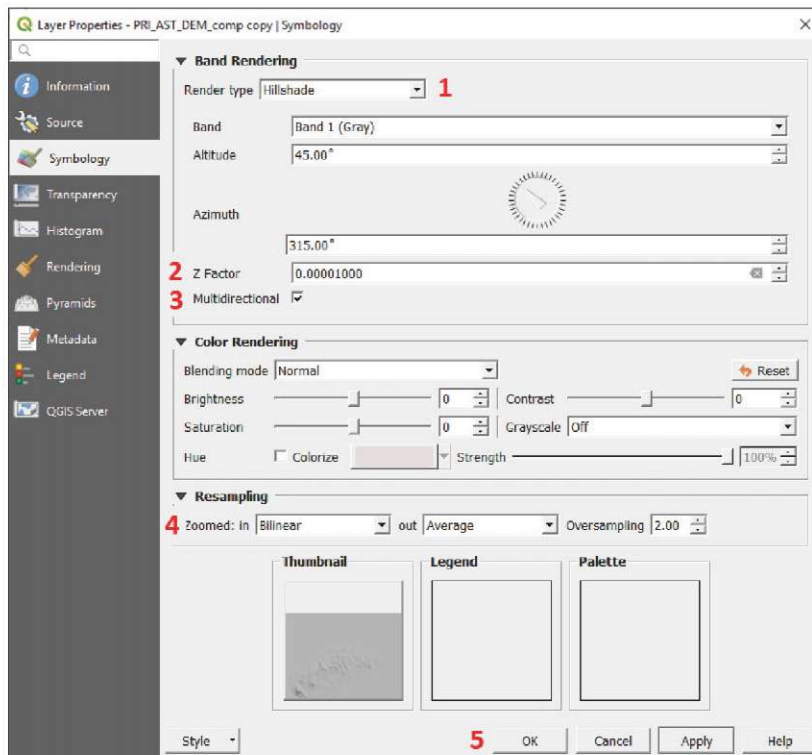 Layer Properties - PRI_AST_DEM_comp copy | Symbology
Information
Source
Symbology
Transparency
Histogram
Rendering
Pyramids
Metadata
Legend
QGIS Server
Band Rendering
Render type Hillshade 1
Band Band 1 (Gray)
Altitude 45.00°
Azimuth
315.00°
2 Z Factor 0.00001000
3 Multidirectional
Color Rendering
Blending mode Normal Reset
Brightness 0 Contrast 0
Saturation 0 Grayscale Off
Hue Colorize Strength 100%
Resampling
4 Zoomed: in Bilinear out Average Oversampling 2.00
Thumbnail Legend Palette
Style 5 OK Cancel Apply Help